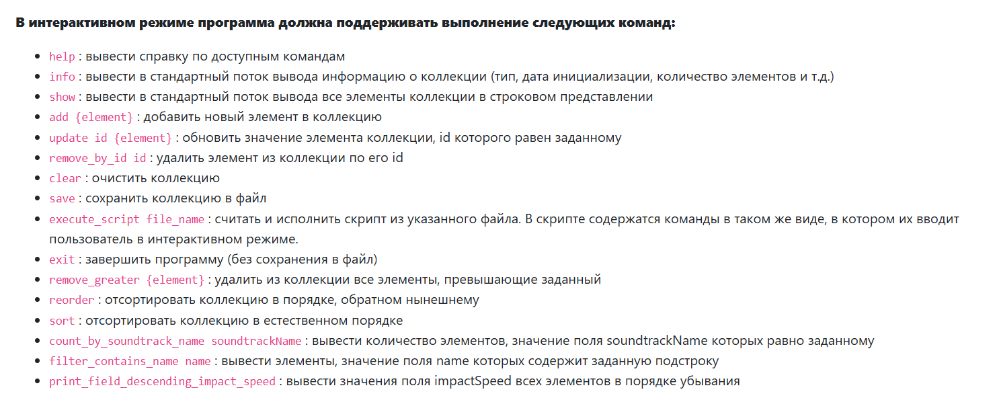 В интерактивном режиме программа должна поддерживать выполнение следующих команд:
help : вывести справку по доступным командам
info : вывести в стандартный поток вывода информацию о коллекции (тип, дата инициализации, количество элементов и т.д.)
show : вывести в стандартный поток вывода все элементы коллекции в строковом представлении
add {element} : добавить новый элемент в коллекцию
update id {element} : обновить значение элемента коллекции, id которого равен заданному
remove_by_id id : удалить элемент из коллекции по его id
clear : очистить коллекцию
save : сохранить коллекцию в файл
execute_script file_name : считать и исполнить скрипт из указанного файла. В скрипте содержатся команды в таком же виде, в котором их вводит
пользователь в интерактивном режиме.
exit : завершить программу (без сохранения в файл)
remove_greater {element} : удалить из коллекции все элементы, превышающие заданный
reorder : отсортировать коллекцию в порядке, обратном нынешнему
sort : отсортировать коллекцию в естественном порядке
count_by_soundtrack_name soundtrackName : вывести количество элементов, значение поля soundtrackName которых равно заданному
filter_contains_name name : вывести элементы, значение поля name которых содержит заданную подстроку
print_field_descending_impact_speed : вывести значения поля impactSpeed всех элементов в порядке убывания